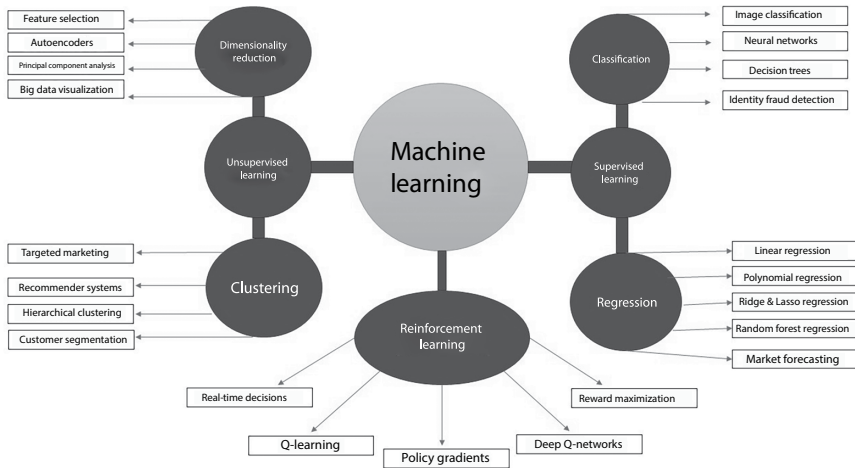 Feature selection
Autoencoders
Principal component analysis
Big data visualization
Dimensionality
reduction
Unsupervised
learning
Targeted marketing
Recommender systems
Hierarchical clustering
Customer segmentation
Clustering
Machine
learning
Image classification
Neural networks
Decision trees
Identity fraud detection
Classification
Supervised
learning
Linear regression
Polynomial regression
Ridge & Lasso regression
Random forest regression
Market forecasting
Regression
Reinforcement
learning
Real-time decisions
Q-learning
Policy gradients
Deep Q-networks
Reward maximization